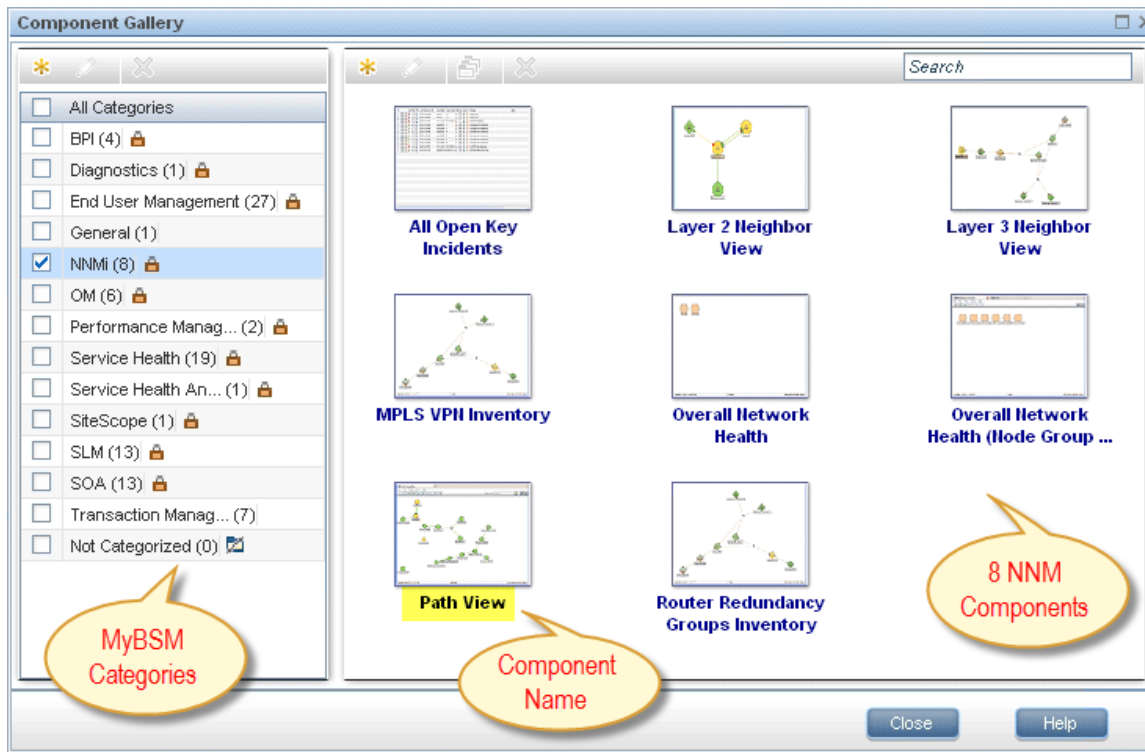 Component Gallery
Search
All Categories
BPI (4)
Diagnostics (1)
End User Management (27)
General (1)
NNMi (8)
OM (6)
Performance Manag... (2)
Service Health (19)
Service Health An... (1)
SiteScope (1)
SLM (13)
SOA (13)
Transaction Manag... (7)
Not Categorized (0)
MyBSM
Categories
All Open Key
Incidents
Layer 2 Neighbor
View
Layer 3 Neighbor
View
MPLS VPN Inventory
Overall Network
Health
Overall Network
Health (Node Group ...
Path View
Router Redundancy
Groups Inventory
Component
Name
8 NNM
Components
Close
Help